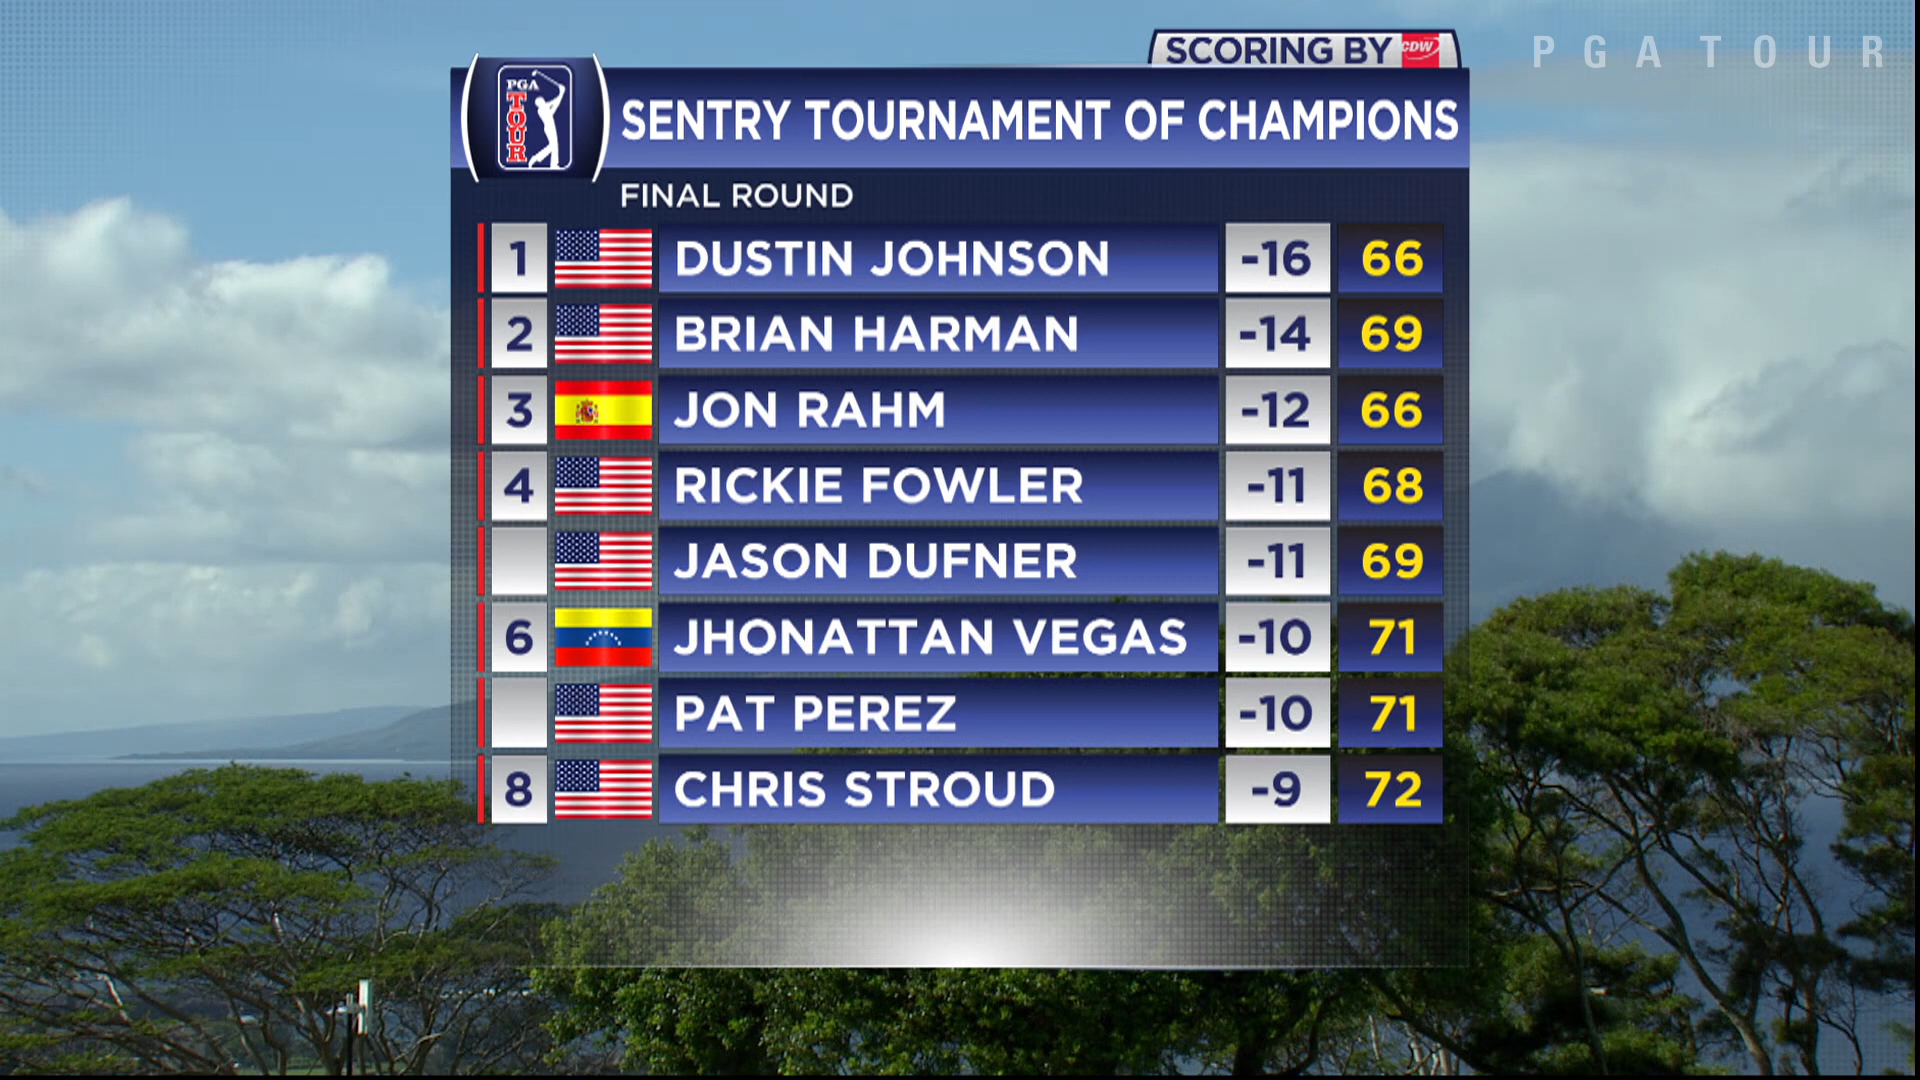 SCORING BY CDW
PGA TOUR
PGA TOUR
SENTRY TOURNAMENT OF CHAMPIONS
FINAL ROUND
1 DUSTIN JOHNSON -16 66
2 BRIAN HARMAN -14 69
3 JON RAHM -12 66
4 RICKIE FOWLER -11 68
JASON DUFNER -11 69
6 JHONATTAN VEGAS -10 71
PAT PEREZ -10 71
8 CHRIS STROUD -9 72